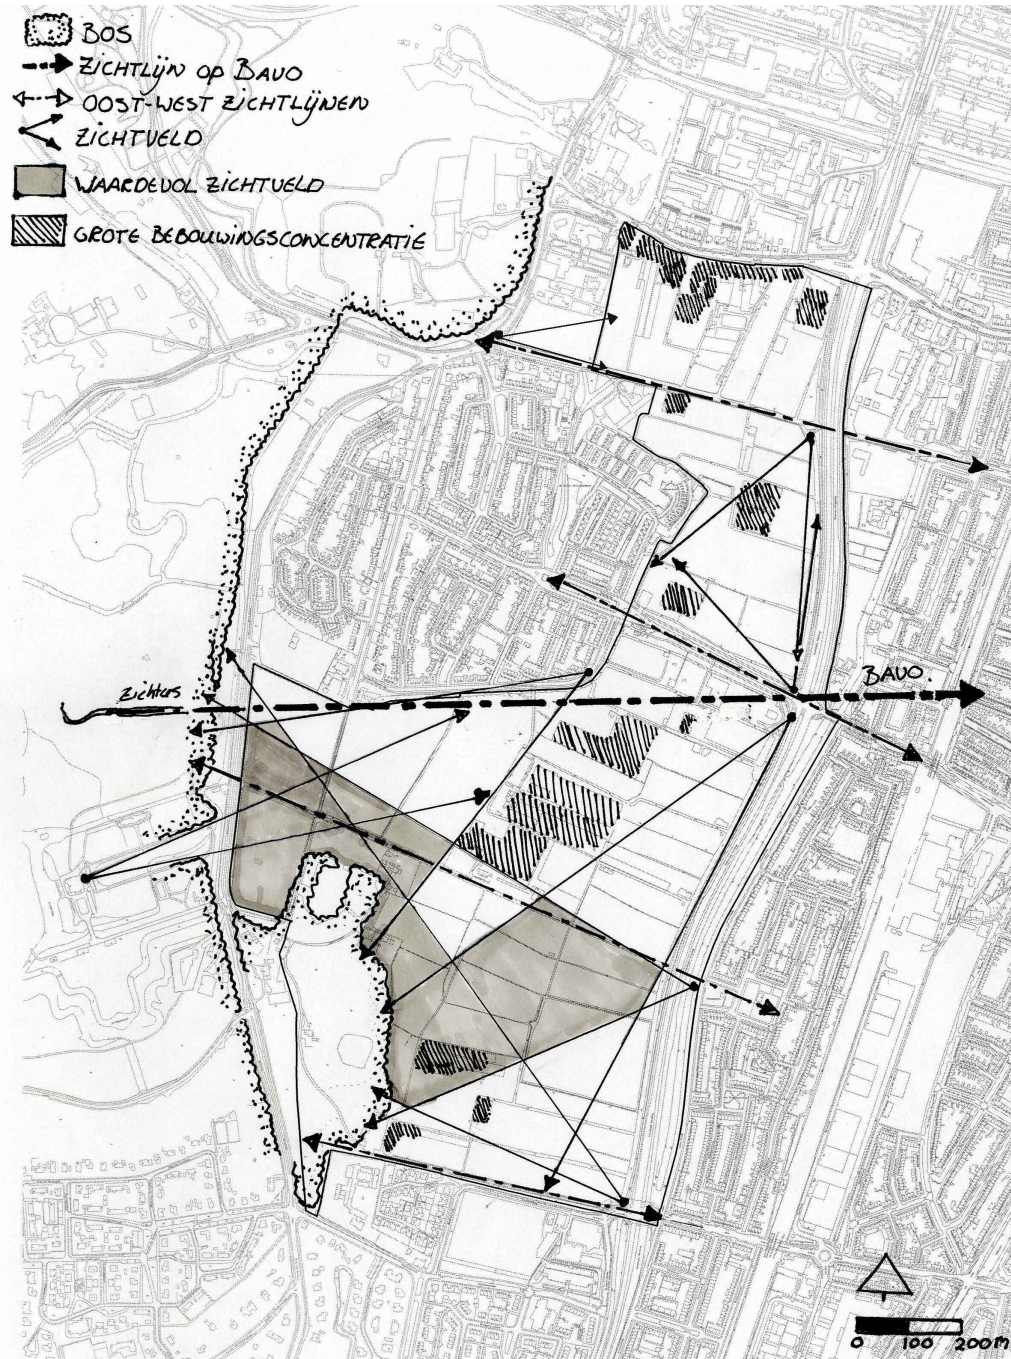 BOS
ZICHTLIJN OP BAVO
OOST-WEST ZICHTLIJNEN
ZICHTVELD
WAARDEVOL ZICHTVELD
GROTE BEBOUWINGSCONCENTRATIE
Zichtas
BAVO.
0 100 200M